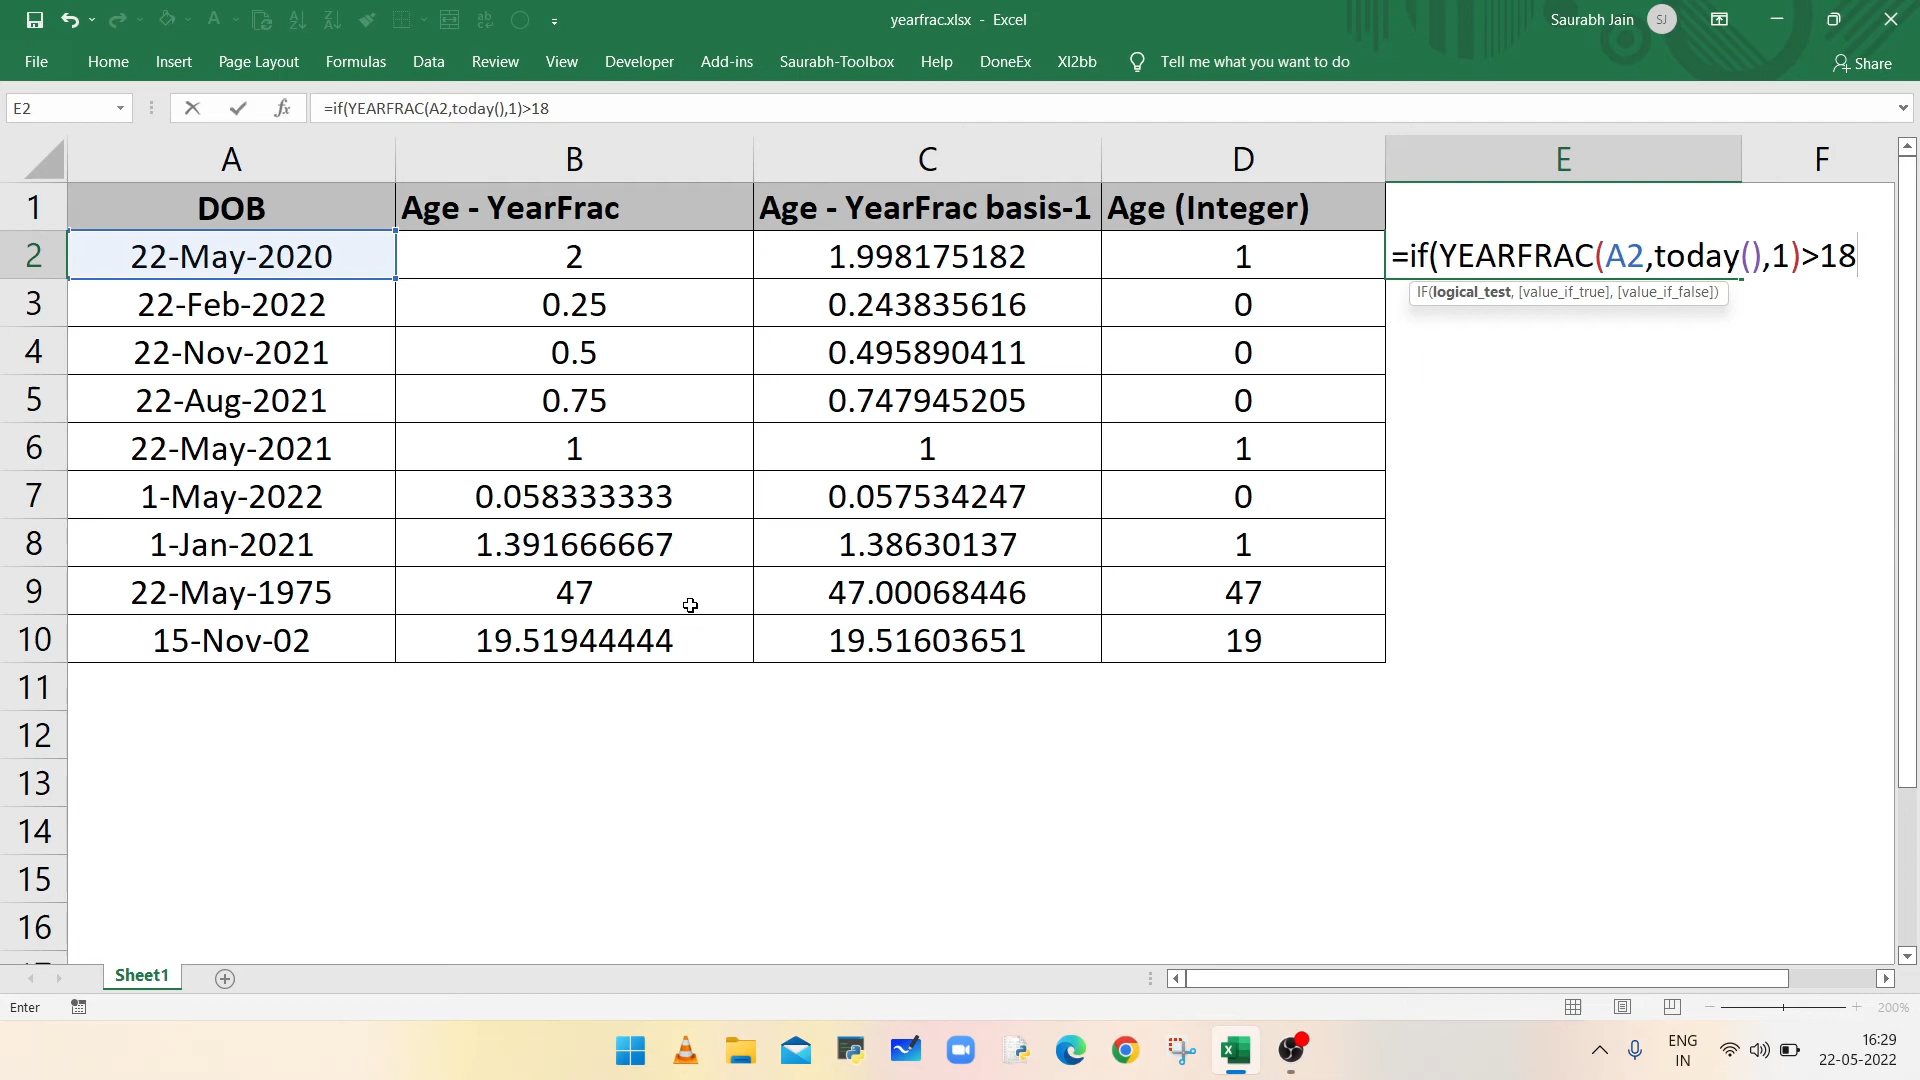 yearfrac.xlsx - Excel
Saurabh Jain SJ
File Home Insert Page Layout Formulas Data Review View Developer Add-ins Saurabh-Toolbox Help DoneEx Xl2bb Tell me what you want to do Share
E2 fx =if(YEARFRAC(A2,today(),1)>18
A B C D E F
1 DOB Age - YearFrac Age - YearFrac basis-1 Age (Integer)
2 22-May-2020 2 1.998175182 1 =if(YEARFRAC(A2,today(),1)>18
IF(logical_test, [value_if_true], [value_if_false])
3 22-Feb-2022 0.25 0.243835616 0
4 22-Nov-2021 0.5 0.495890411 0
5 22-Aug-2021 0.75 0.747945205 0
6 22-May-2021 1 1 1
7 1-May-2022 0.058333333 0.057534247 0
8 1-Jan-2021 1.391666667 1.38630137 1
9 22-May-1975 47 47.00068446 47
10 15-Nov-02 19.51944444 19.51603651 19
11
12
13
14
15
16
Sheet1
Enter 200%
ENG 16:29
IN 22-05-2022